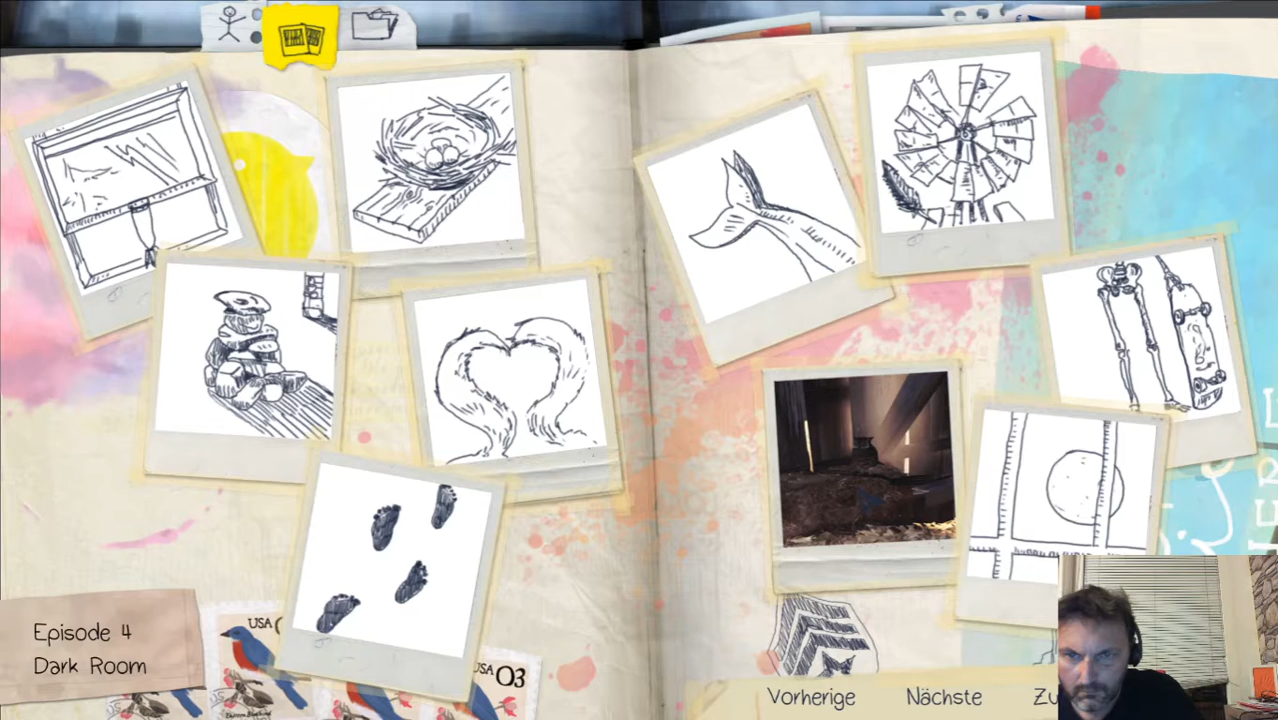 USA
USA 03
Episode 4
Dark Room
Vorherige Nächste Zu